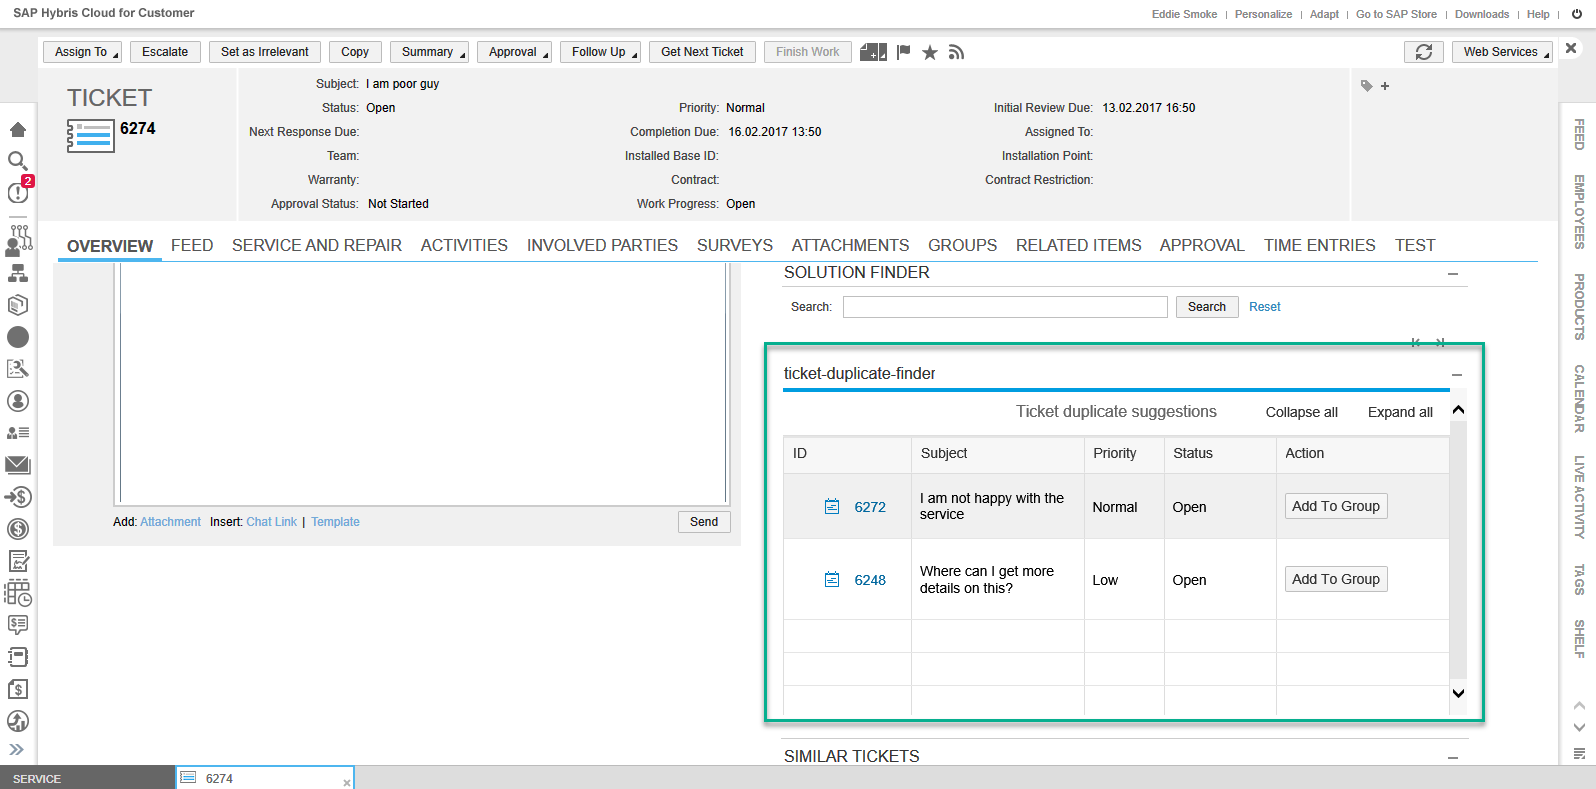 SAP Hybris Cloud for Customer
Eddie Smoke | Personalize | Adapt | Go to SAP Store | Downloads | Help |
Assign To Escalate Set as Irrelevant Copy Summary Approval Follow Up Get Next Ticket Finish Work Web Services
TICKET
6274
Subject: I am poor guy
Status: Open Priority: Normal Initial Review Due: 13.02.2017 16:50
Next Response Due: Completion Due: 16.02.2017 13:50 Assigned To:
Team: Installed Base ID: Installation Point:
Warranty: Contract: Contract Restriction:
Approval Status: Not Started Work Progress: Open
2
OVERVIEW FEED SERVICE AND REPAIR ACTIVITIES INVOLVED PARTIES SURVEYS ATTACHMENTS GROUPS RELATED ITEMS APPROVAL TIME ENTRIES TEST
Add: Attachment Insert: Chat Link | Template Send
SOLUTION FINDER
Search: Search Reset
ticket-duplicate-finder
Ticket duplicate suggestions Collapse all Expand all
ID Subject Priority Status Action
6272 I am not happy with the
service Normal Open Add To Group
6248 Where can I get more
details on this? Low Open Add To Group
SIMILAR TICKETS
FEED
EMPLOYEES
PRODUCTS
CALENDAR
LIVE ACTIVITY
TAGS
SHELF
SERVICE 6274